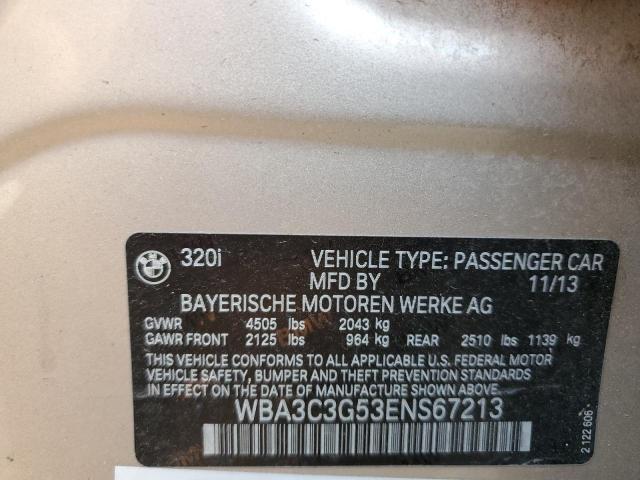 320i VEHICLE TYPE: PASSENGER CAR
MFD BY 11/13
BAYERISCHE MOTOREN WERKE AG
GVWR 4505 lbs 2043 kg
GAWR FRONT 2125 lbs 964 kg REAR 2510 lbs 1139 kg
THIS VEHICLE CONFORMS TO ALL APPLICABLE U.S. FEDERAL MOTOR
VEHICLE SAFETY, BUMPER AND THEFT PREVENTION STANDARDS
IN EFFECT ON THE DATE OF MANUFACTURE SHOWN ABOVE.
WBA3C3G53ENS67213
2 122 606